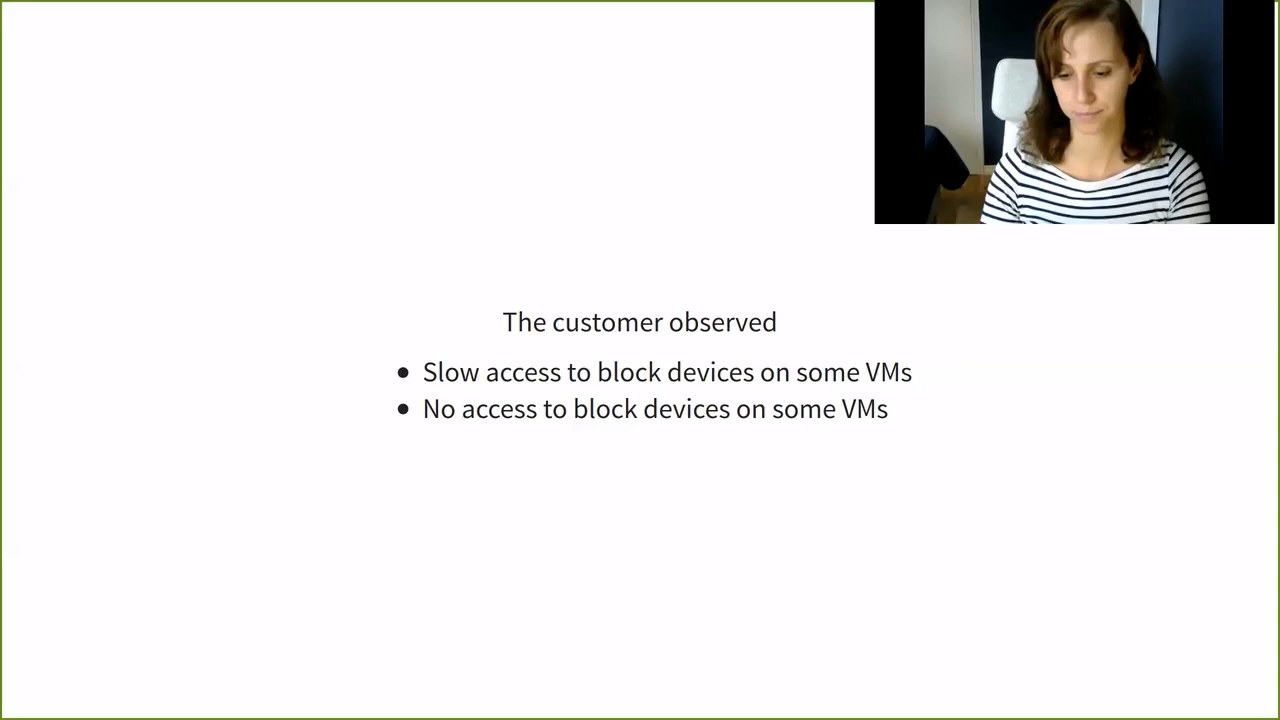 The customer observed
• Slow access to block devices on some VMs
• No access to block devices on some VMs